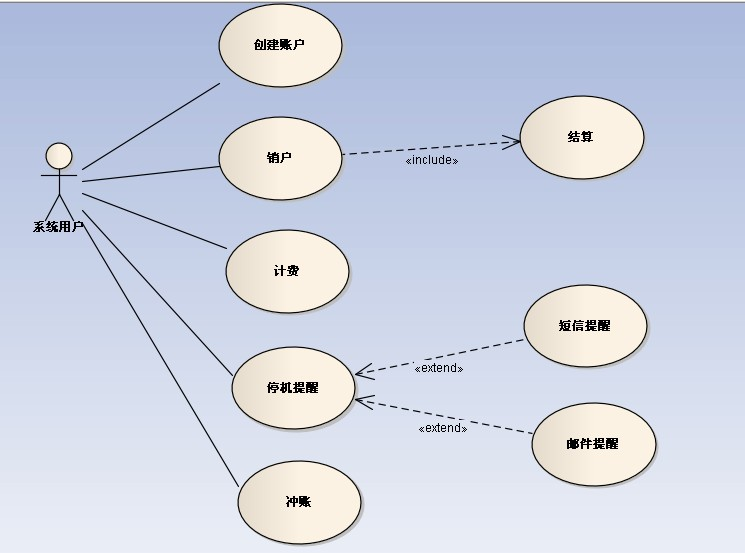 创建账户
销户
«include»
结算
系统用户
计费
短信提醒
«extend»
停机提醒
«extend»
邮件提醒
冲账